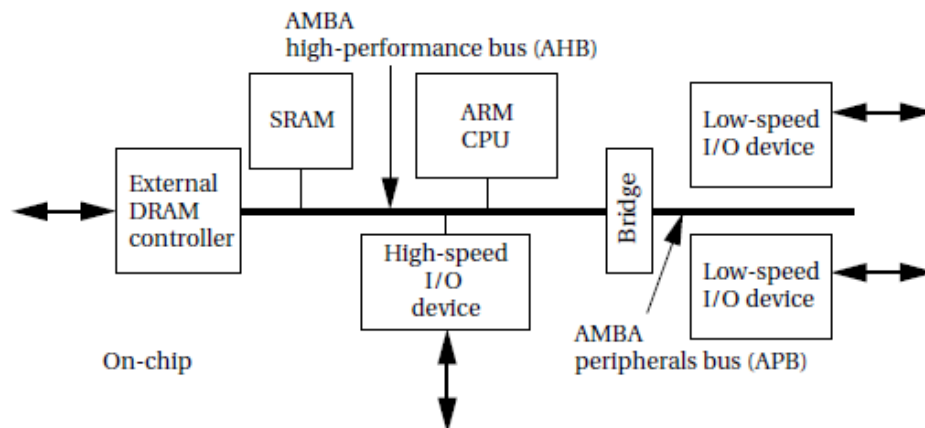 AMBA
high-performance bus (AHB)
SRAM
ARM
CPU
Low-speed
I/O device
External
DRAM
controller
Bridge
High-speed
I/O
device
Low-speed
I/O device
AMBA
peripherals bus (APB)
On-chip